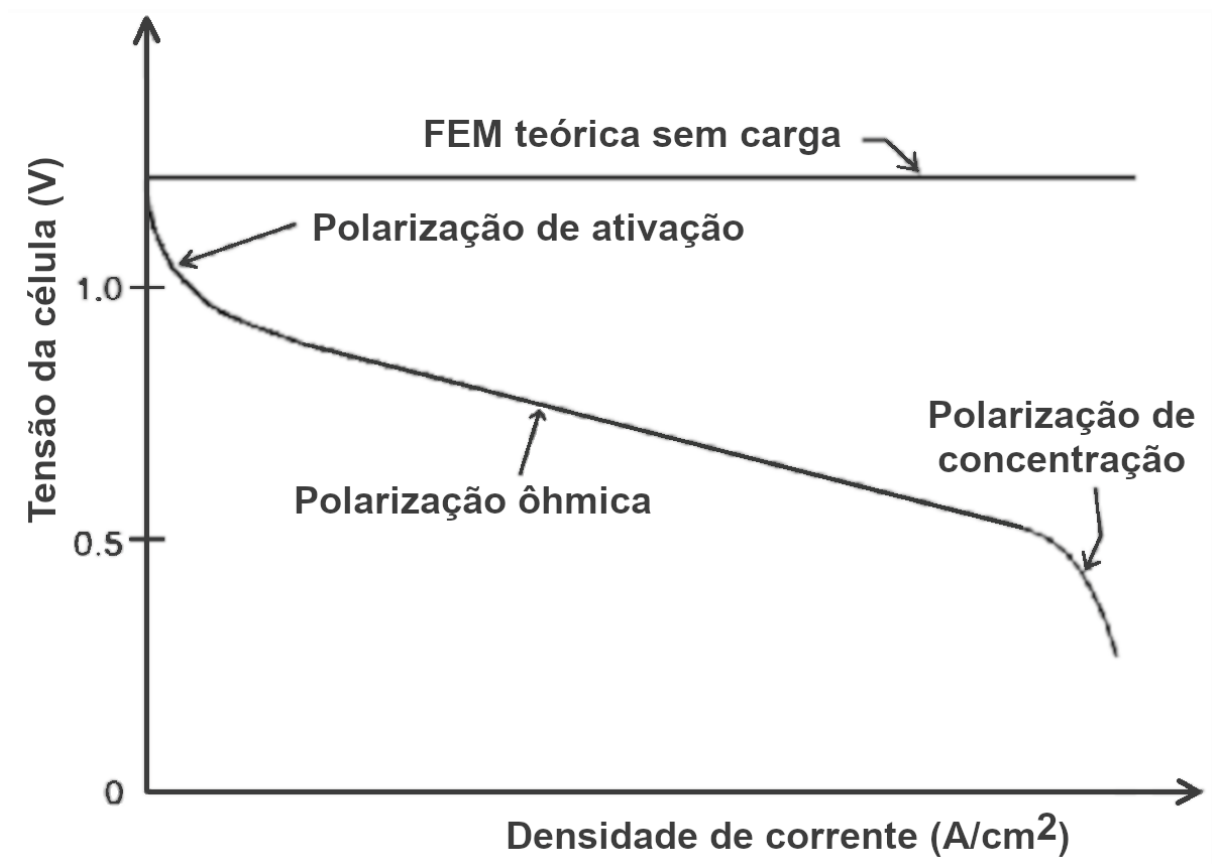 FEM teórica sem carga
Polarização de ativação
Tensão da célula (V)
1.0
Polarização de
concentração
Polarização ôhmica
0.5
0
Densidade de corrente (A/cm2)